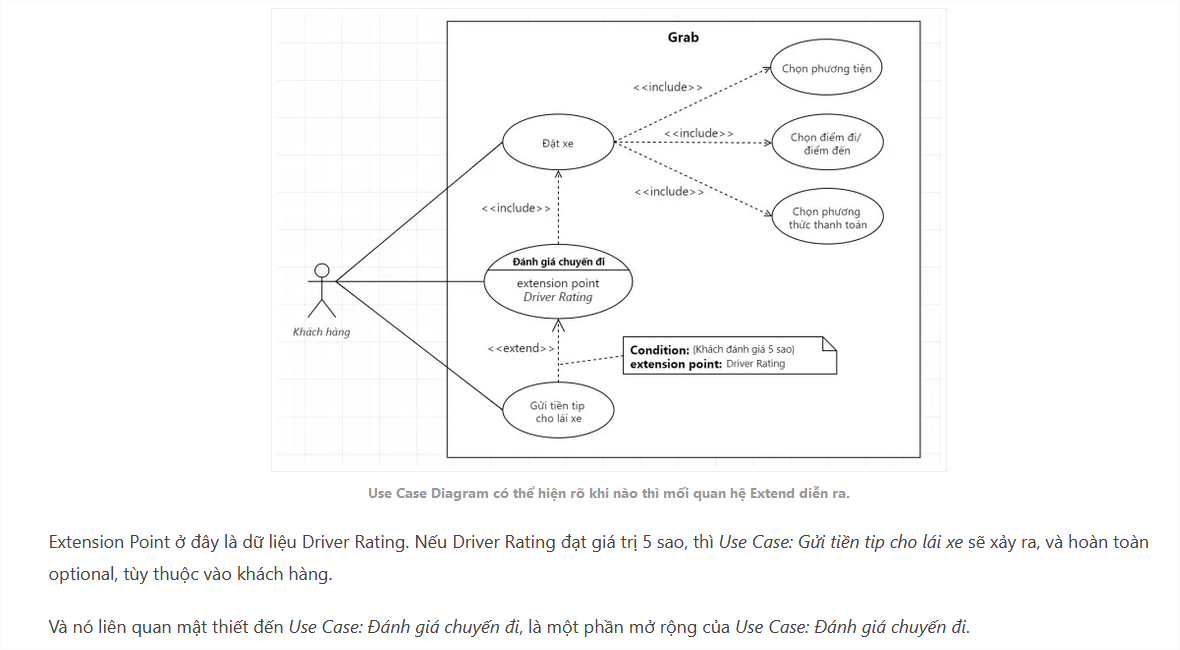 Grab
Chọn phương tiện
<<include>>
<<include>>
Chọn điểm đi/
điểm đến
Đặt xe
<<include>>
Chọn phương
thức thanh toán
<<include>>
Đánh giá chuyến đi
extension point
Driver Rating
Khách hàng
<<extend>>
Condition: (Khách đánh giá 5 sao)
extension point: Driver Rating
Gửi tiền tip
cho lái xe
Use Case Diagram có thể hiện rõ khi nào thì mối quan hệ Extend diễn ra.
Extension Point ở đây là dữ liệu Driver Rating. Nếu Driver Rating đạt giá trị 5 sao, thì Use Case: Gửi tiền tip cho lái xe sẽ xảy ra, và hoàn toàn
optional, tùy thuộc vào khách hàng.
Và nó liên quan mật thiết đến Use Case: Đánh giá chuyến đi, là một phần mở rộng của Use Case: Đánh giá chuyến đi.